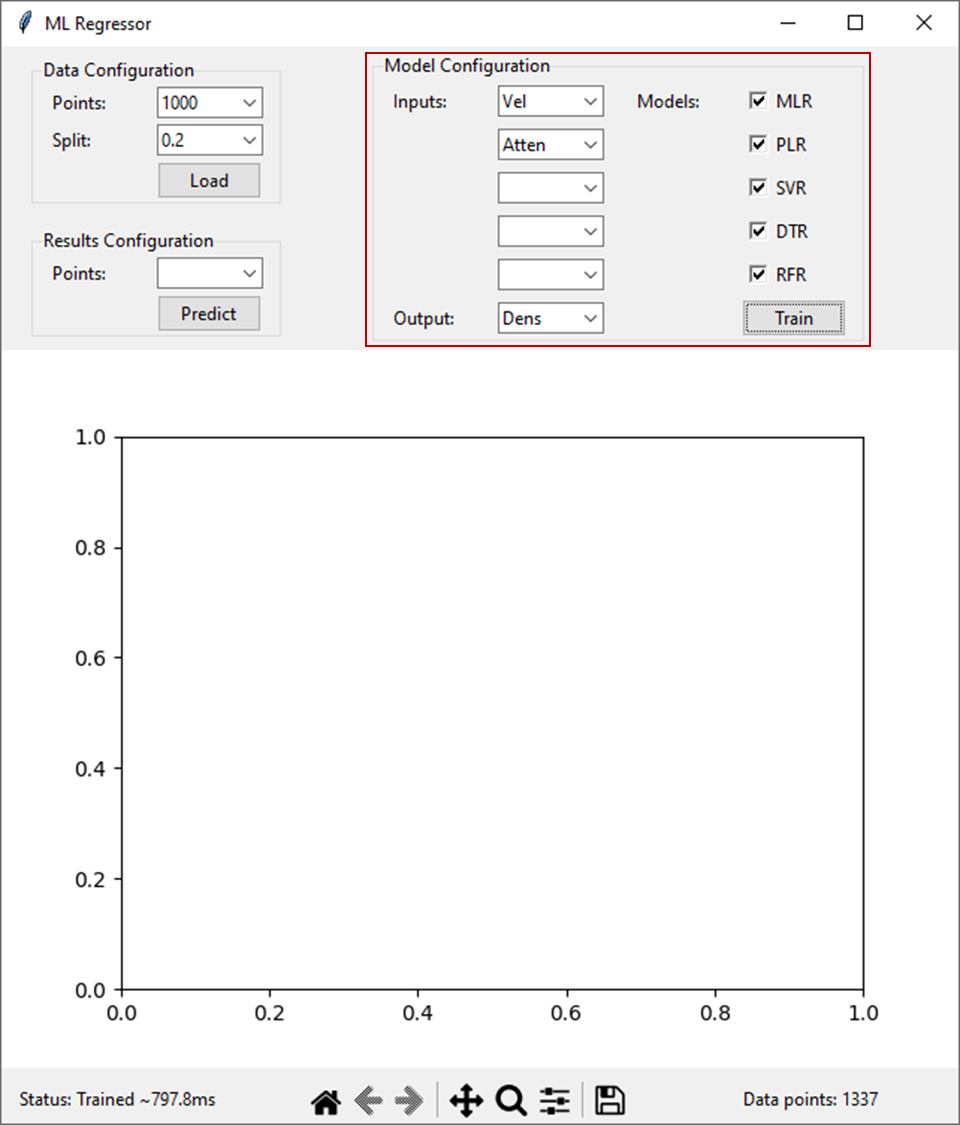 ML Regressor
Data Configuration
Points: 1000
Split: 0.2
Load
Results Configuration
Points:
Predict
Model Configuration
Inputs: Vel Models: MLR
Atten PLR
SVR
DTR
RFR
Output: Dens Train
1.0
0.8
0.6
0.4
0.2
0.0
0.0 0.2 0.4 0.6 0.8 1.0
Status: Trained ~797.8ms Data points: 1337